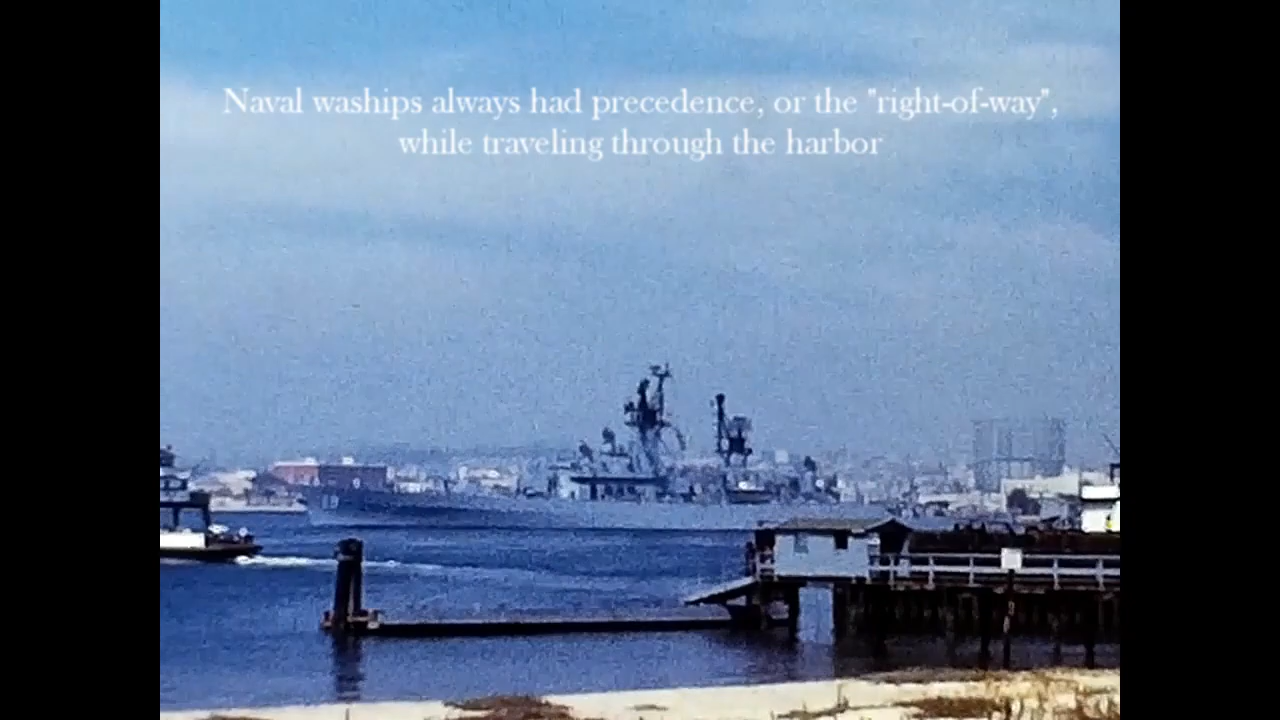 Naval waships always had precedence, or the "right-of-way",
while traveling through the harbor